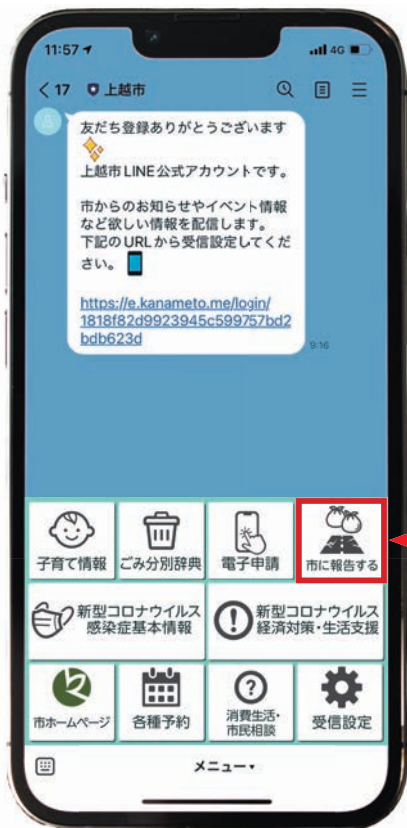 11:57
4G
17 上越市
友だち登録ありがとうございます
上越市LINE公式アカウントです。
市からのお知らせやイベント情報
など欲しい情報を配信します。
下記のURLから受信設定してくだ
さい。
https://e.kanameto.me/login/
1818f82d9923945c599757bd2
bdb623d
9:16
子育て情報
ごみ分別辞典
電子申請
市に報告する
新型コロナウイルス
感染症基本情報
新型コロナウイルス
経済対策・生活支援
市ホームページ
各種予約
消費生活・
市民相談
受信設定
メニュー▼